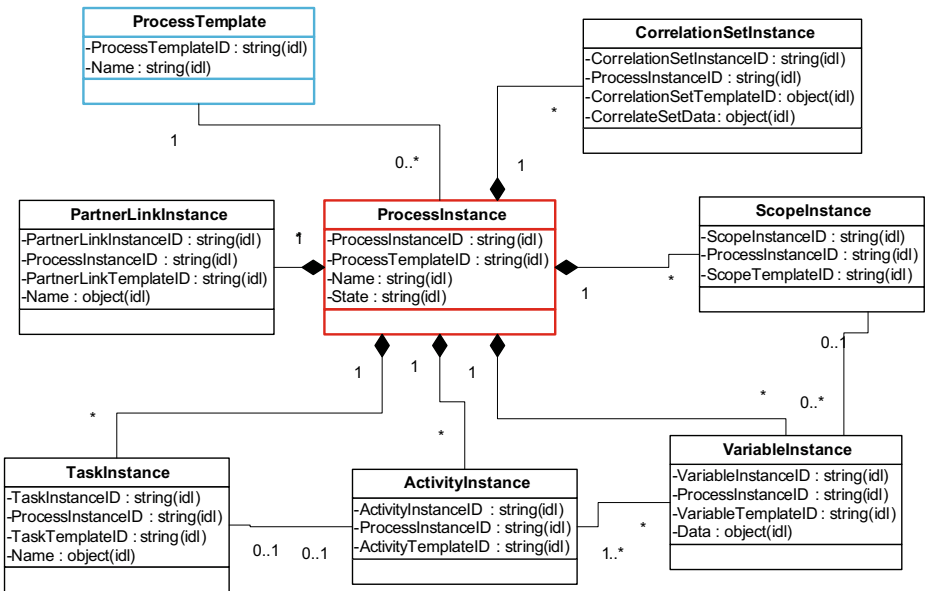 ProcessTemplate
-ProcessTemplateID : string(idl)
-Name : string(idl)
CorrelationSetInstance
-CorrelationSetInstanceID : string(idl)
-ProcessInstanceID : string(idl)
-CorrelationSetTemplateID: object(idl)
-CorrelateSetData: object(idl)
1
0..*
*
1
PartnerLinkInstance
-PartnerLinkInstanceID : string(idl)
-ProcessInstanceID : string(idl)
-PartnerLinkTemplateID : string(idl)
-Name : object(idl)
*
1
ProcessInstance
-ProcessInstanceID : string(idl)
-ProcessTemplateID : string(idl)
-Name : string(idl)
-State : string(idl)
1
*
ScopeInstance
-ScopeInstanceID : string(idl)
-ProcessInstanceID : string(idl)
-ScopeTemplateID : string(idl)
1
1
1
0..1
*
*
*
0..*
TaskInstance
-TaskInstanceID : string(idl)
-ProcessInstanceID : string(idl)
-TaskTemplateID : string(idl)
-Name : object(idl)
0..1
0..1
ActivityInstance
-ActivityInstanceID : string(idl)
-ProcessInstanceID : string(idl)
-ActivityTemplateID : string(idl)
1..*
*
VariableInstance
-VariableInstanceID : string(idl)
-ProcessInstanceID : string(idl)
-VariableTemplateID : string(idl)
-Data : object(idl)